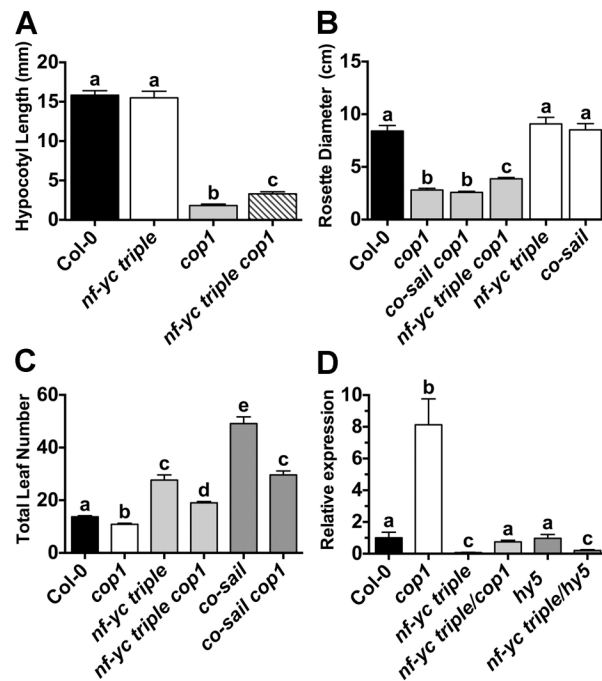 A
Hypocotyl Length (mm)
20
15
10
5
0
a
a
b
c
Col-0
nf-yc triple
cop1
nf-yc triple cop1
B
Rosette Diameter (cm)
15
10
5
0
a
b
b
c
a
a
Col-0
cop1
co-sail cop1
nf-yc triple cop1
nf-yc triple
co-sail
C
Total Leaf Number
60
40
20
0
a
b
c
d
e
c
Col-0
cop1
nf-yc triple
nf-yc triple cop1
co-sail
co-sail cop1
D
Relative expression
10
8
6
4
2
0
a
b
c
a
a
c
Col-0
cop1
nf-yc triple
nf-yc triple/cop1
hy5
nf-yc triple/hy5